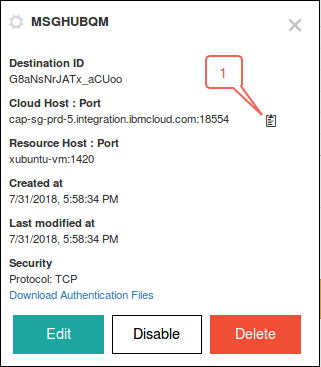 MSGHUBQM
Destination ID
G8aNsNrJATx_aCUoo
1
Cloud Host : Port
cap-sg-prd-5.integration.ibmcloud.com:18554
Resource Host : Port
xubuntu-vm:1420
Created at
7/31/2018, 5:58:34 PM
Last modified at
7/31/2018, 5:58:34 PM
Security
Protocol: TCP
Download Authentication Files
Edit Disable Delete